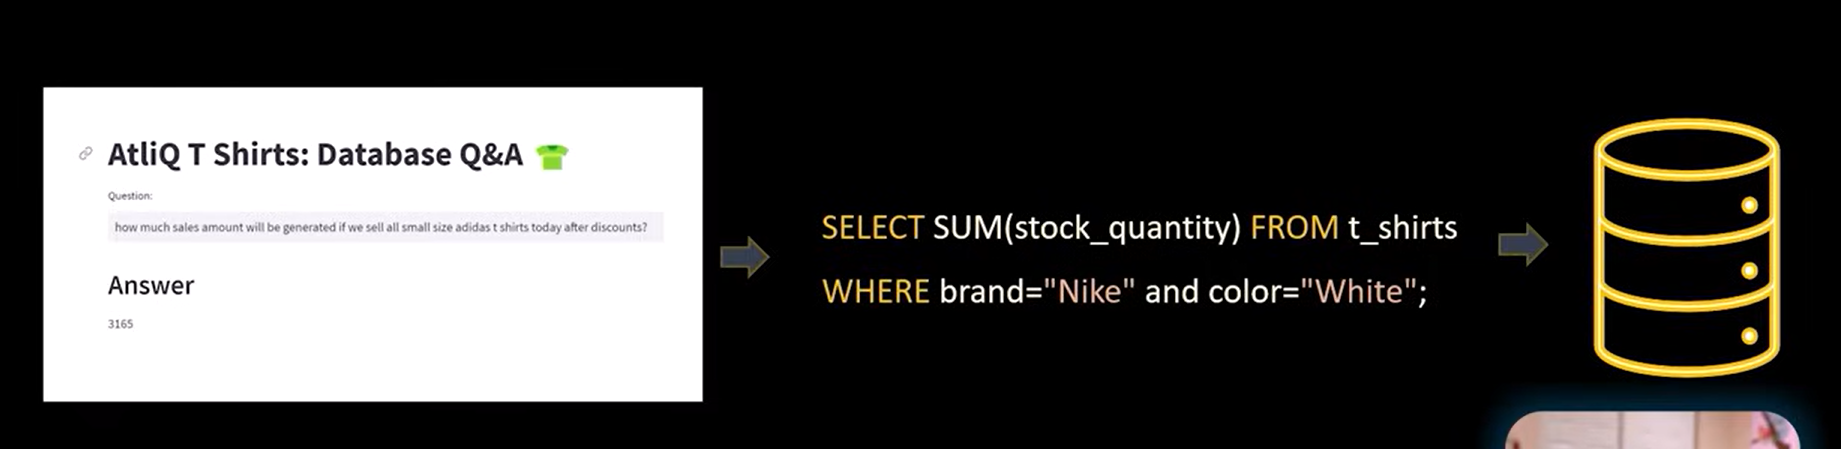 AtliQ T Shirts: Database Q&A
Question:
how much sales amount will be generated if we sell all small size adidas t shirts today after discounts?
Answer
3165
SELECT SUM(stock_quantity) FROM t_shirts
WHERE brand="Nike" and color="White";